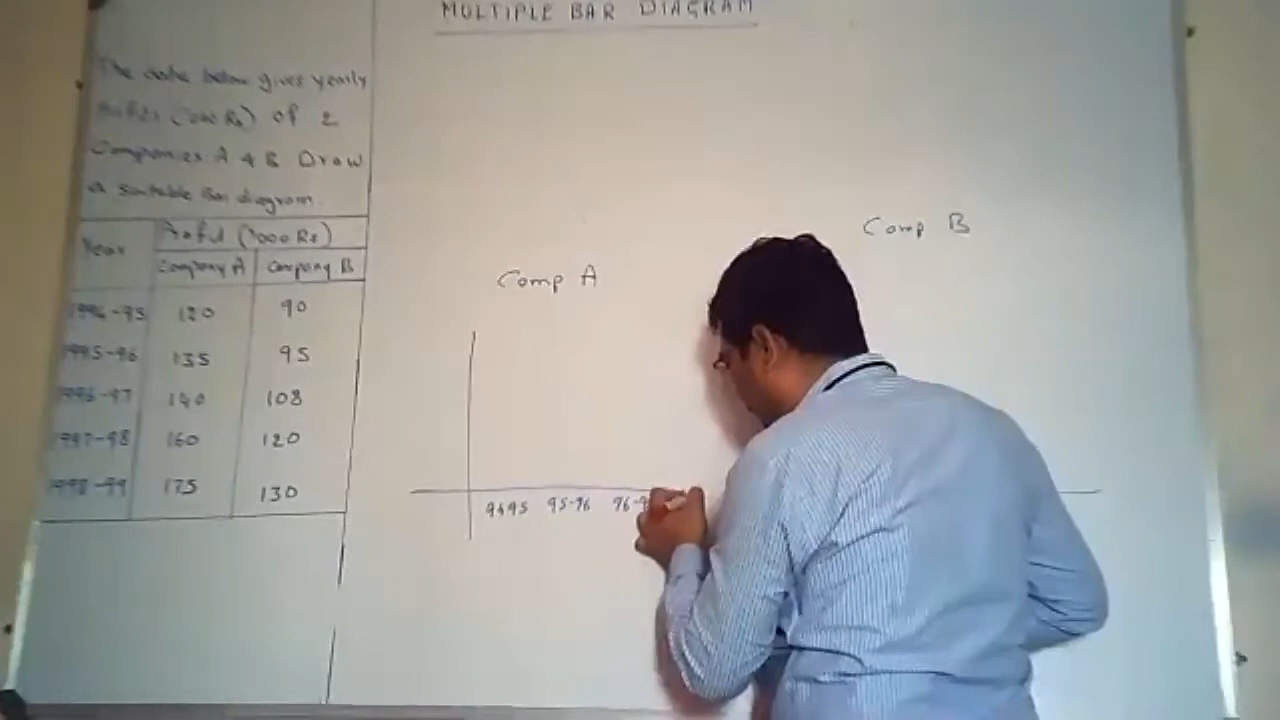 MULTIPLE BAR DIAGRAM
The data below gives yearly
Profits ('000 Rs) of 2
Companies A & B Draw
a suitable Bar diagram.
Year Profit ('000 Rs)
Company A Company B
1994-95 120 90
1995-96 135 95
1996-97 140 108
1997-98 160 120
1998-99 175 130
Comp A
Comp B
94 95 95-96 96-9